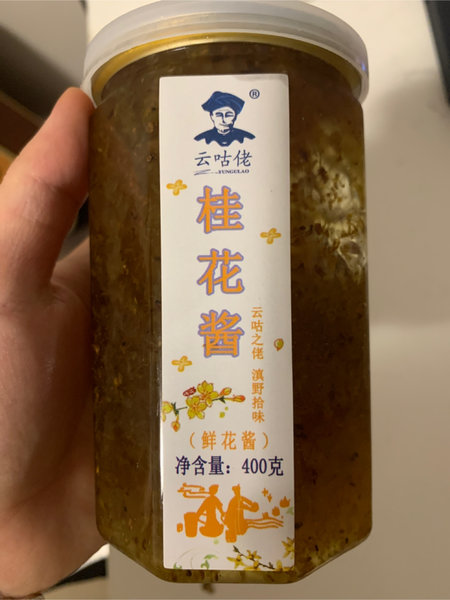 ®
云咕佬
YUNGULAO
桂花酱
云咕之佬 滇野拾味
（鲜花酱）
净含量：400克